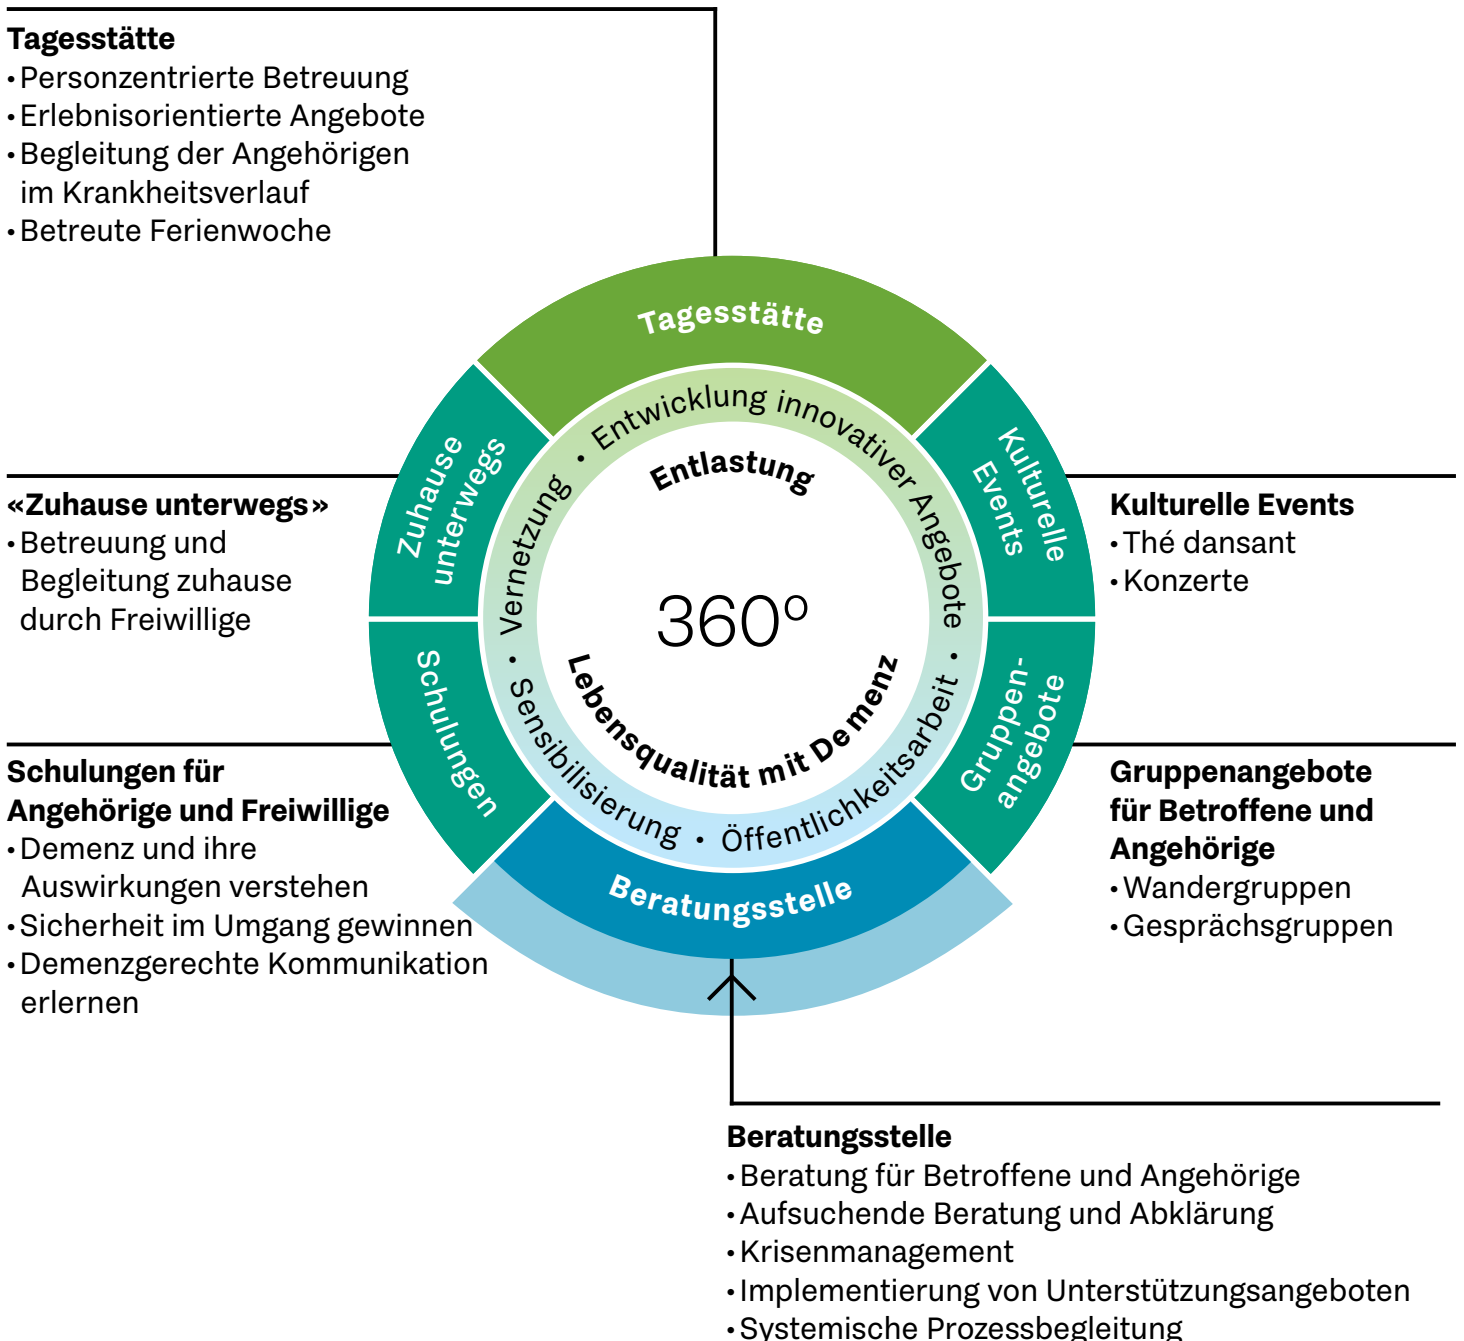 Tagesstätte
• Personzentrierte Betreuung
• Erlebnisorientierte Angebote
• Begleitung der Angehörigen
im Krankheitsverlauf
• Betreute Ferienwoche
«Zuhause unterwegs»
• Betreuung und
Begleitung zuhause
durch Freiwillige
Schulungen für
Angehörige und Freiwillige
• Demenz und ihre
Auswirkungen verstehen
• Sicherheit im Umgang gewinnen
• Demenzgerechte Kommunikation
erlernen
Tagesstätte
Zuhause
unterwegs
Schulungen
Kulturelle
Events
Gruppen-
angebote
Beratungsstelle
Vernetzung • Entwicklung innovativer Angebote •
Sensibilisierung • Öffentlichkeitsarbeit •
Entlastung
360º
Lebensqualität mit Demenz
Kulturelle Events
• Thé dansant
• Konzerte
Gruppenangebote
für Betroffene und
Angehörige
• Wandergruppen
• Gesprächsgruppen
Beratungsstelle
• Beratung für Betroffene und Angehörige
• Aufsuchende Beratung und Abklärung
• Krisenmanagement
• Implementierung von Unterstützungsangeboten
• Systemische Prozessbegleitung